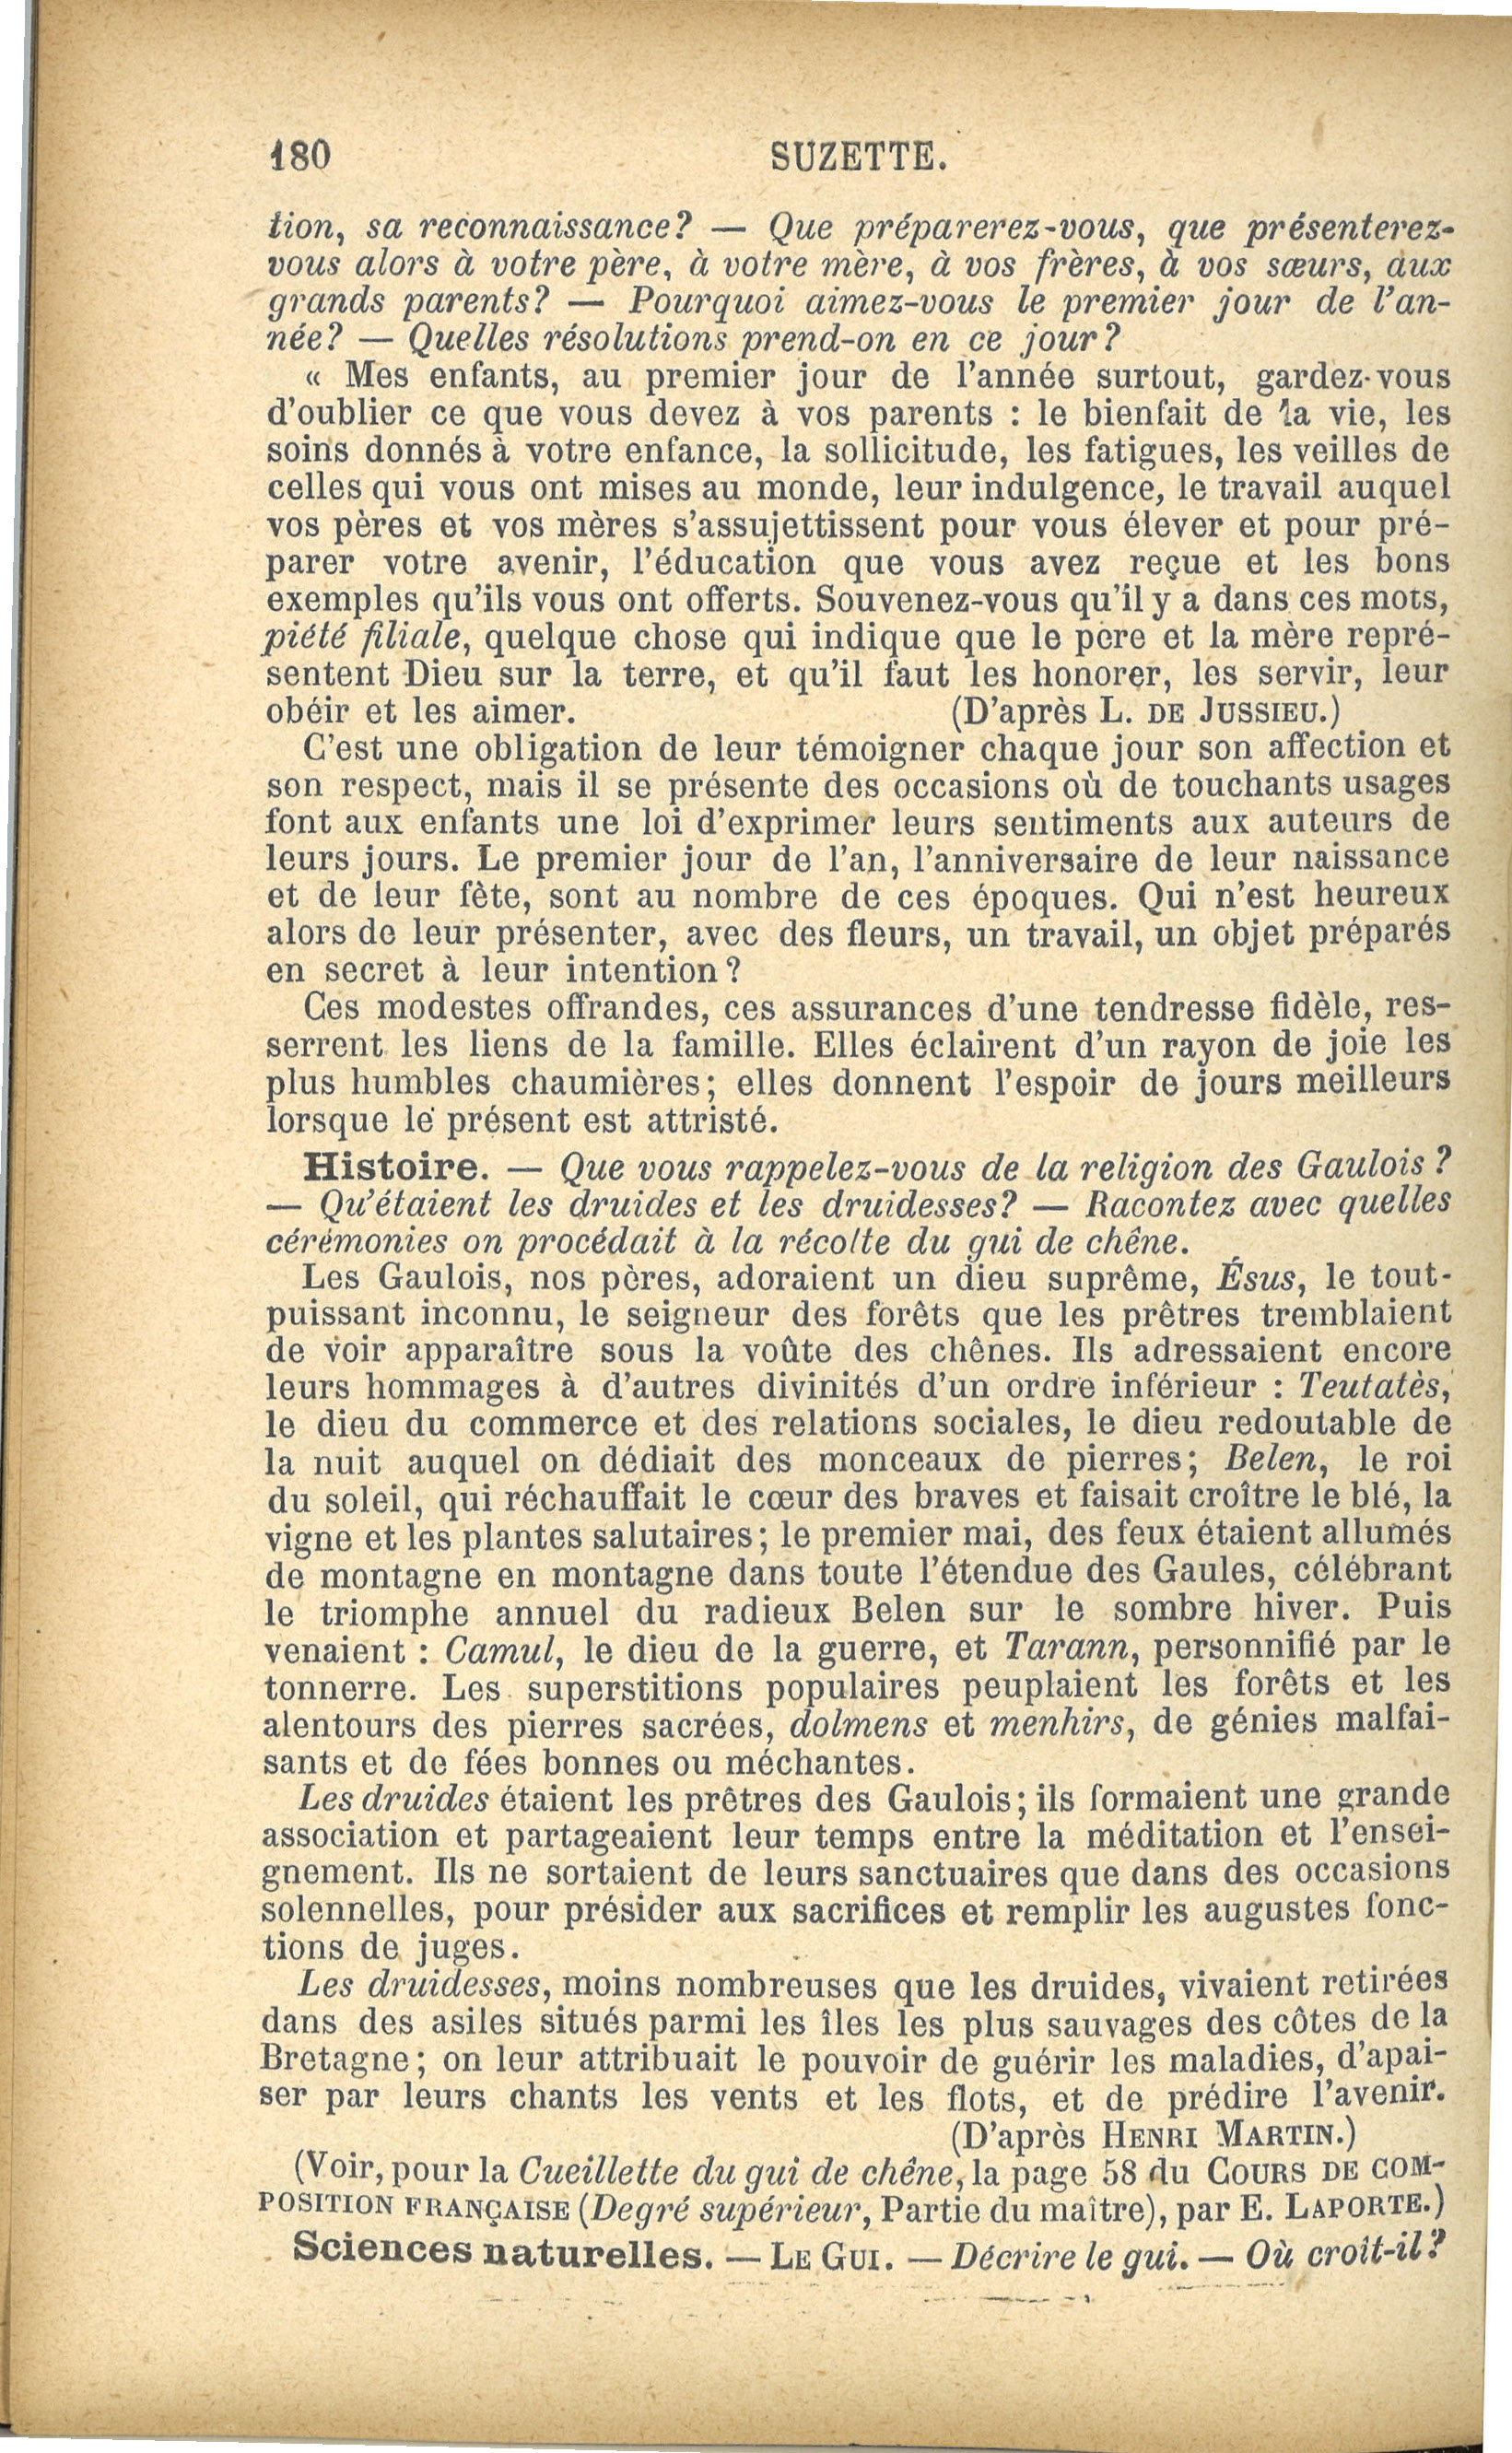 180 SUZETTE.
tion, sa reconnaissance? — Que préparerez-vous, que présenterez-
vous alors à votre père, à votre mère, à vos frères, à vos sœurs, aux
grands parents? — Pourquoi aimez-vous le premier jour de l'an-
née? — Quelles résolutions prend-on en ce jour?
« Mes enfants, au premier jour de l'année surtout, gardez-vous
d'oublier ce que vous devez à vos parents : le bienfait de la vie, les
soins donnés à votre enfance, la sollicitude, les fatigues, les veilles de
celles qui vous ont mises au monde, leur indulgence, le travail auquel
vos pères et vos mères s'assujettissent pour vous élever et pour pré-
parer votre avenir, l'éducation que vous avez reçue et les bons
exemples qu'ils vous ont offerts. Souvenez-vous qu'il y a dans ces mots,
piété filiale, quelque chose qui indique que le père et la mère repré-
sentent Dieu sur la terre, et qu'il faut les honorer, les servir, leur
obéir et les aimer. (D'après L. DE JUSSIEU.)
C'est une obligation de leur témoigner chaque jour son affection et
son respect, mais il se présente des occasions où de touchants usages
font aux enfants une loi d'exprimer leurs sentiments aux auteurs de
leurs jours. Le premier jour de l'an, l'anniversaire de leur naissance
et de leur fête, sont au nombre de ces époques. Qui n'est heureux
alors de leur présenter, avec des fleurs, un travail, un objet préparés
en secret à leur intention?
Ces modestes offrandes, ces assurances d'une tendresse fidèle, res-
serrent les liens de la famille. Elles éclairent d'un rayon de joie les
plus humbles chaumières; elles donnent l'espoir de jours meilleurs
lorsque le présent est attristé.
Histoire. — Que vous rappelez-vous de la religion des Gaulois?
— Qu'étaient les druides et les druidesses? — Racontez avec quelles
cérémonies on procédait à la récolte du gui de chêne.
Les Gaulois, nos pères, adoraient un dieu suprême, Ésus, le tout-
puissant inconnu, le seigneur des forêts que les prêtres tremblaient
de voir apparaître sous la voûte des chênes. Ils adressaient encore
leurs hommages à d'autres divinités d'un ordre inférieur : Teutatès,
le dieu du commerce et des relations sociales, le dieu redoutable de
la nuit auquel on dédiait des monceaux de pierres; Belen, le roi
du soleil, qui réchauffait le cœur des braves et faisait croître le blé, la
vigne et les plantes salutaires; le premier mai, des feux étaient allumés
de montagne en montagne dans toute l'étendue des Gaules, célébrant
le triomphe annuel du radieux Belen sur le sombre hiver. Puis
venaient : Camul, le dieu de la guerre, et Tarann, personnifié par le
tonnerre. Les superstitions populaires peuplaient les forêts et les
alentours des pierres sacrées, dolmens et menhirs, de génies malfai-
sants et de fées bonnes ou méchantes.
Les druides étaient les prêtres des Gaulois; ils formaient une grande
association et partageaient leur temps entre la méditation et l'ensei-
gnement. Ils ne sortaient de leurs sanctuaires que dans des occasions
solennelles, pour présider aux sacrifices et remplir les augustes fonc-
tions de juges.
Les druidesses, moins nombreuses que les druides, vivaient retirées
dans des asiles situés parmi les îles les plus sauvages des côtes de la
Bretagne; on leur attribuait le pouvoir de guérir les maladies, d'apai-
ser par leurs chants les vents et les flots, et de prédire l'avenir.
(D'après HENRI MARTIN.)
(Voir, pour la Cueillette du gui de chêne, la page 58 du COURS DE COM-
POSITION FRANÇAISE (Degré supérieur, Partie du maître), par E. LAPORTE.)
Sciences naturelles. — LE GUI. — Décrire le gui. — Où croît-il?